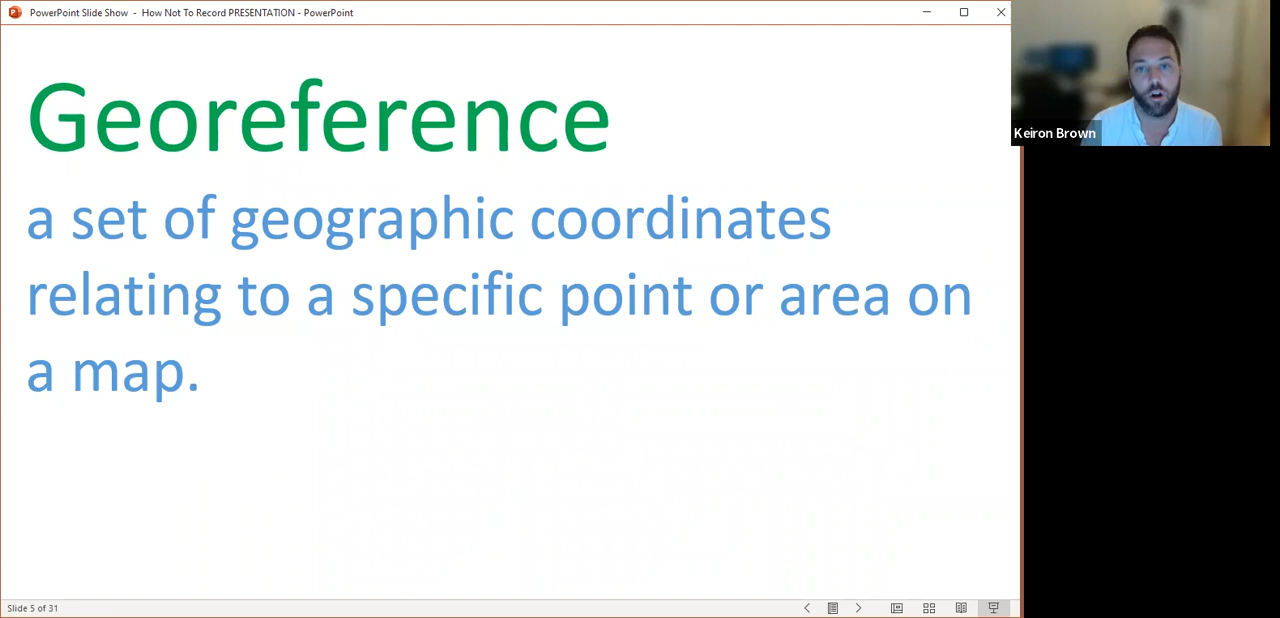 PowerPoint Slide Show - How Not To Record PRESENTATION - PowerPoint
Georeference
a set of geographic coordinates
relating to a specific point or area on
a map.
Keiron Brown
Slide 5 of 31